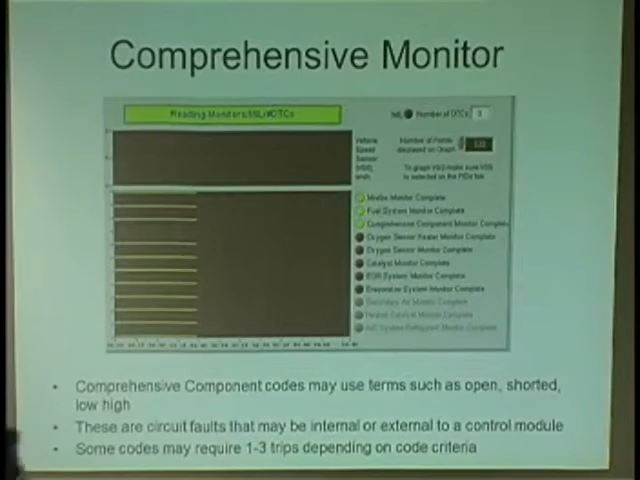 Comprehensive Monitor
Reading Monitors/MIL/#DTCs
MIL Number of DTCs
Vehicle
Speed
Sensor
Number of Points
displayed on Graph
To graph VSS make sure VSS
is selected on the PIDs tab
Misfire Monitor Complete
Fuel System Monitor Complete
Comprehensive Component Monitor Complete
Oxygen Sensor Heater Monitor Complete
Oxygen Sensor Monitor Complete
Catalyst Monitor Complete
EGR System Monitor Complete
Evaporative System Monitor Complete
Secondary Air Monitor Complete
Heated Catalyst Monitor Complete
A/C System Refrigerant Monitor Complete
• Comprehensive Component codes may use terms such as open, shorted,
low high
• These are circuit faults that may be internal or external to a control module
• Some codes may require 1-3 trips depending on code criteria